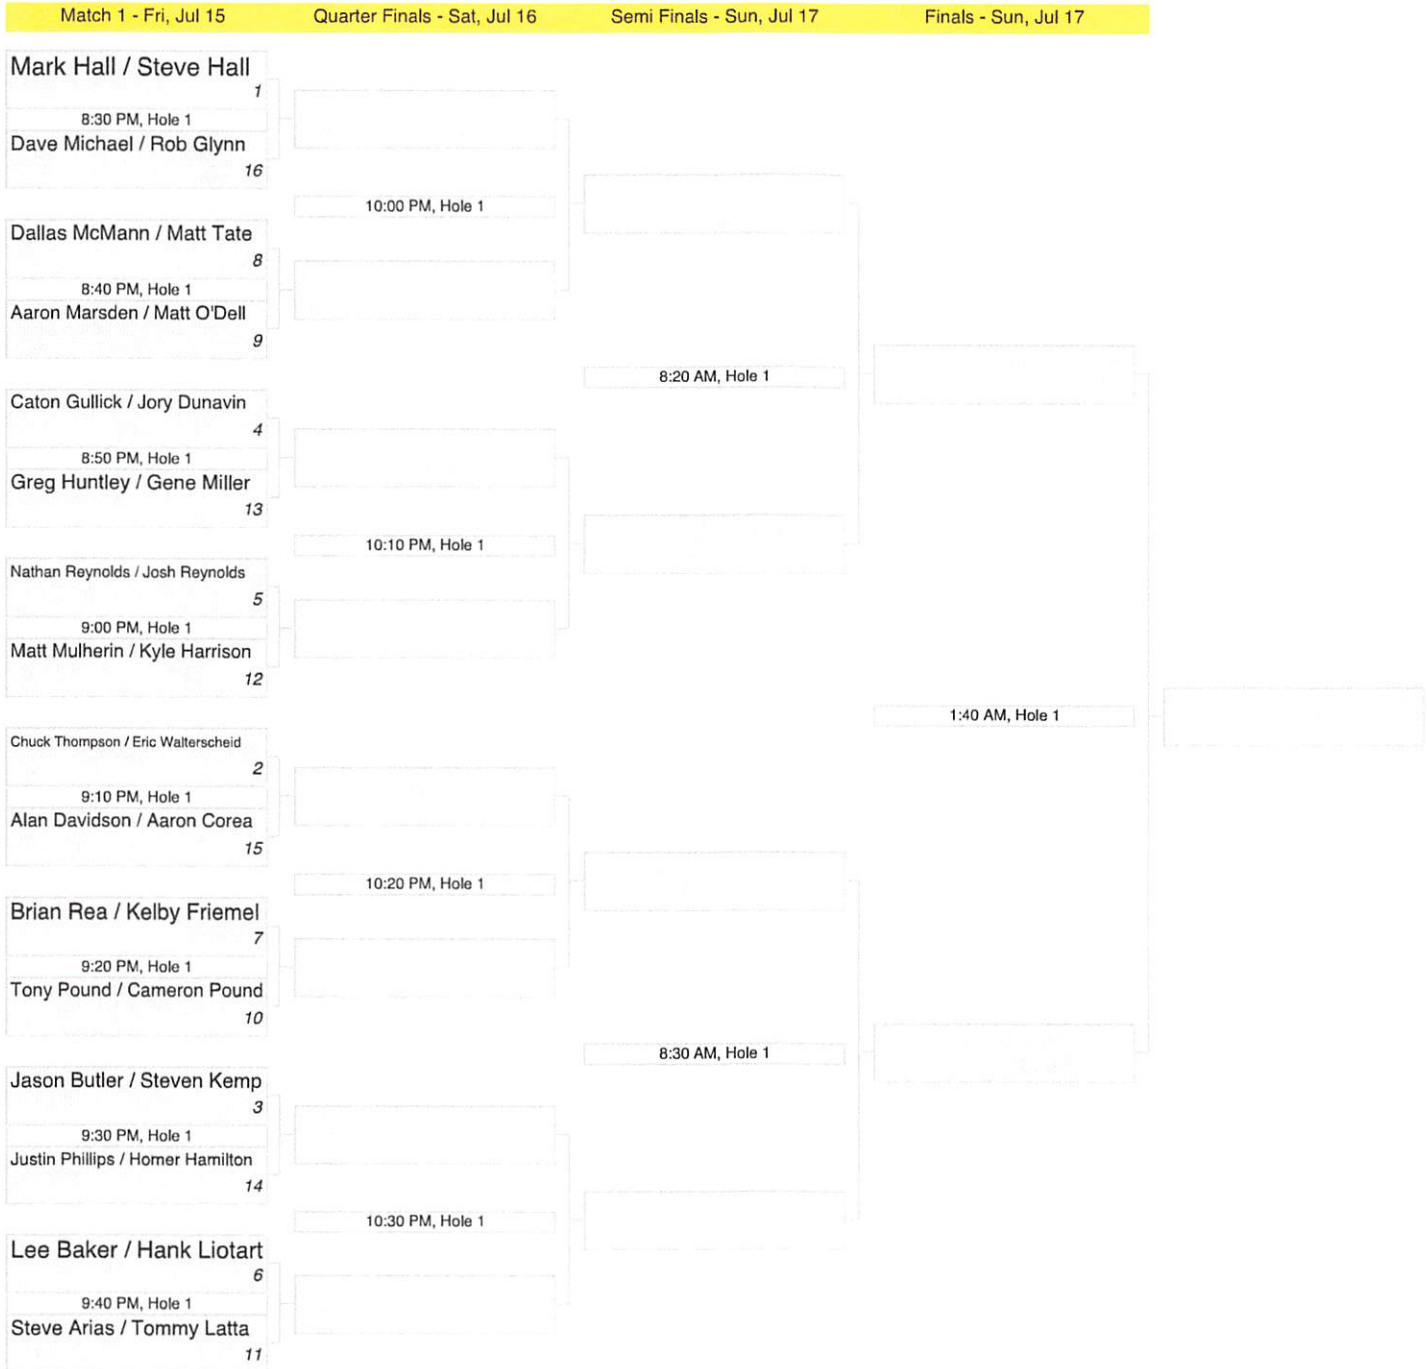 Match 1 - Fri, Jul 15
Quarter Finals - Sat, Jul 16
Semi Finals - Sun, Jul 17
Finals - Sun, Jul 17
Mark Hall / Steve Hall
1
8:30 PM, Hole 1
Dave Michael / Rob Glynn
16
Dallas McMann / Matt Tate
8
8:40 PM, Hole 1
Aaron Marsden / Matt O'Dell
9
Caton Gullick / Jory Dunavin
4
8:50 PM, Hole 1
Greg Huntley / Gene Miller
13
Nathan Reynolds / Josh Reynolds
5
9:00 PM, Hole 1
Matt Mulherin / Kyle Harrison
12
Chuck Thompson / Eric Walterscheid
2
9:10 PM, Hole 1
Alan Davidson / Aaron Corea
15
Brian Rea / Kelby Friemel
7
9:20 PM, Hole 1
Tony Pound / Cameron Pound
10
Jason Butler / Steven Kemp
3
9:30 PM, Hole 1
Justin Phillips / Homer Hamilton
14
Lee Baker / Hank Liotart
6
9:40 PM, Hole 1
Steve Arias / Tommy Latta
11
10:00 PM, Hole 1
10:10 PM, Hole 1
10:20 PM, Hole 1
10:30 PM, Hole 1
8:20 AM, Hole 1
8:30 AM, Hole 1
1:40 AM, Hole 1